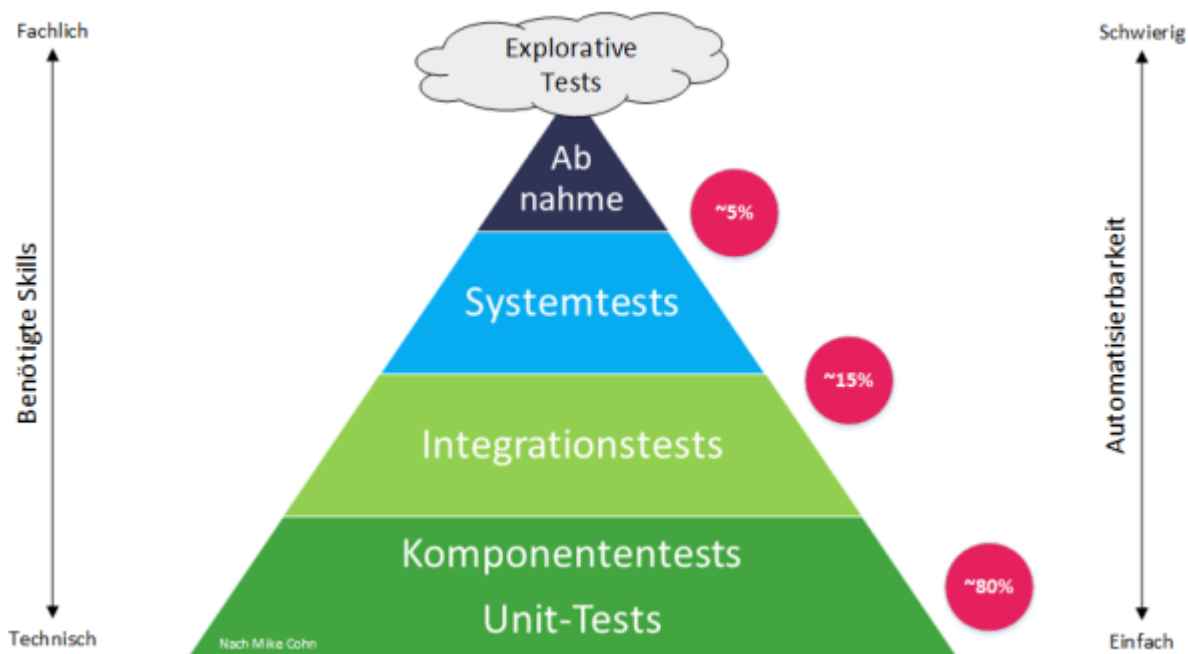 Fachlich
Schwierig
Explorative
Tests
Ab
nahme
~5%
Benötigte Skills
Automatisierbarkeit
Systemtests
~15%
Integrationstests
Komponententests
~80%
Unit-Tests
Technisch
Nach Mike Cohn
Einfach